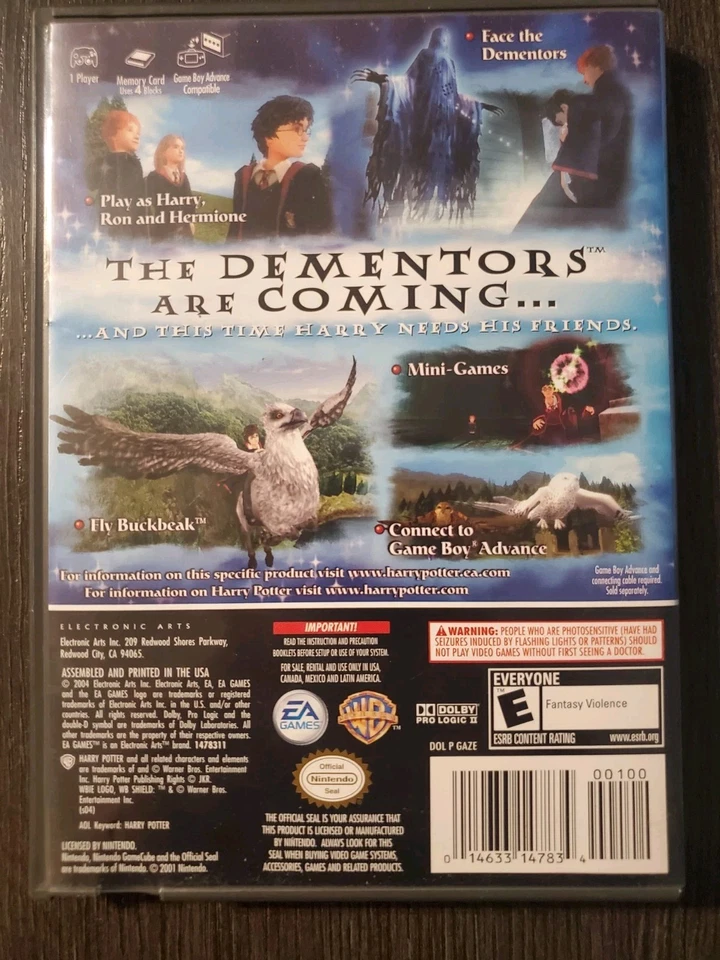 1 Player
Memory Card
Uses 4 Blocks
Game Boy Advance
Compatible
• Face the
Dementors
• Play as Harry,
Ron and Hermione
THE DEMENTORS™
ARE COMING...
...AND THIS TIME HARRY NEEDS HIS FRIENDS.
• Mini-Games
• Fly Buckbeak™
• Connect to
Game Boy® Advance
For information on this specific product visit www.harrypotter.ea.com
For information on Harry Potter visit www.harrypotter.com
Game Boy Advance and
connecting cable required.
Sold separately.
ELECTRONIC ARTS
Electronic Arts Inc. 209 Redwood Shores Parkway,
Redwood City, CA 94065.
ASSEMBLED AND PRINTED IN THE USA
© 2004 Electronic Arts Inc. Electronic Arts, EA, EA GAMES
and the EA GAMES logo are trademarks or registered
trademarks of Electronic Arts Inc. in the U.S. and/or other
countries. All rights reserved. Dolby, Pro Logic and the
double-D symbol are trademarks of Dolby Laboratories. All
other trademarks are the property of their respective owners.
EA GAMES™ is an Electronic Arts™ brand. 1478311
HARRY POTTER and all related characters and elements
are trademarks of and © Warner Bros. Entertainment
Inc. Harry Potter Publishing Rights © JKR.
WBIE LOGO, WB SHIELD: ™ & © Warner Bros.
Entertainment Inc.
(s04)
AOL Keyword: HARRY POTTER
LICENSED BY NINTENDO.
Nintendo, Nintendo GameCube and the Official Seal
are trademarks of Nintendo. © 2001 Nintendo.
IMPORTANT!
READ THE INSTRUCTION AND PRECAUTION
BOOKLETS BEFORE SETUP OR USE OF YOUR SYSTEM.
FOR SALE, RENTAL AND USE ONLY IN USA,
CANADA, MEXICO AND LATIN AMERICA.
EA
GAMES
WB
™
Official
Nintendo
Seal
THE OFFICIAL SEAL IS YOUR ASSURANCE THAT
THIS PRODUCT IS LICENSED OR MANUFACTURED
BY NINTENDO. ALWAYS LOOK FOR THIS
SEAL WHEN BUYING VIDEO GAME SYSTEMS,
ACCESSORIES, GAMES AND RELATED PRODUCTS.
WARNING: PEOPLE WHO ARE PHOTOSENSITIVE (HAVE HAD
SEIZURES INDUCED BY FLASHING LIGHTS OR PATTERNS) SHOULD
NOT PLAY VIDEO GAMES WITHOUT FIRST SEEING A DOCTOR.
DOLBY
PRO LOGIC II
DOL P GAZE
EVERYONE
E
™
Fantasy Violence
ESRB CONTENT RATING www.esrb.org
00100
0 14633 14783 4